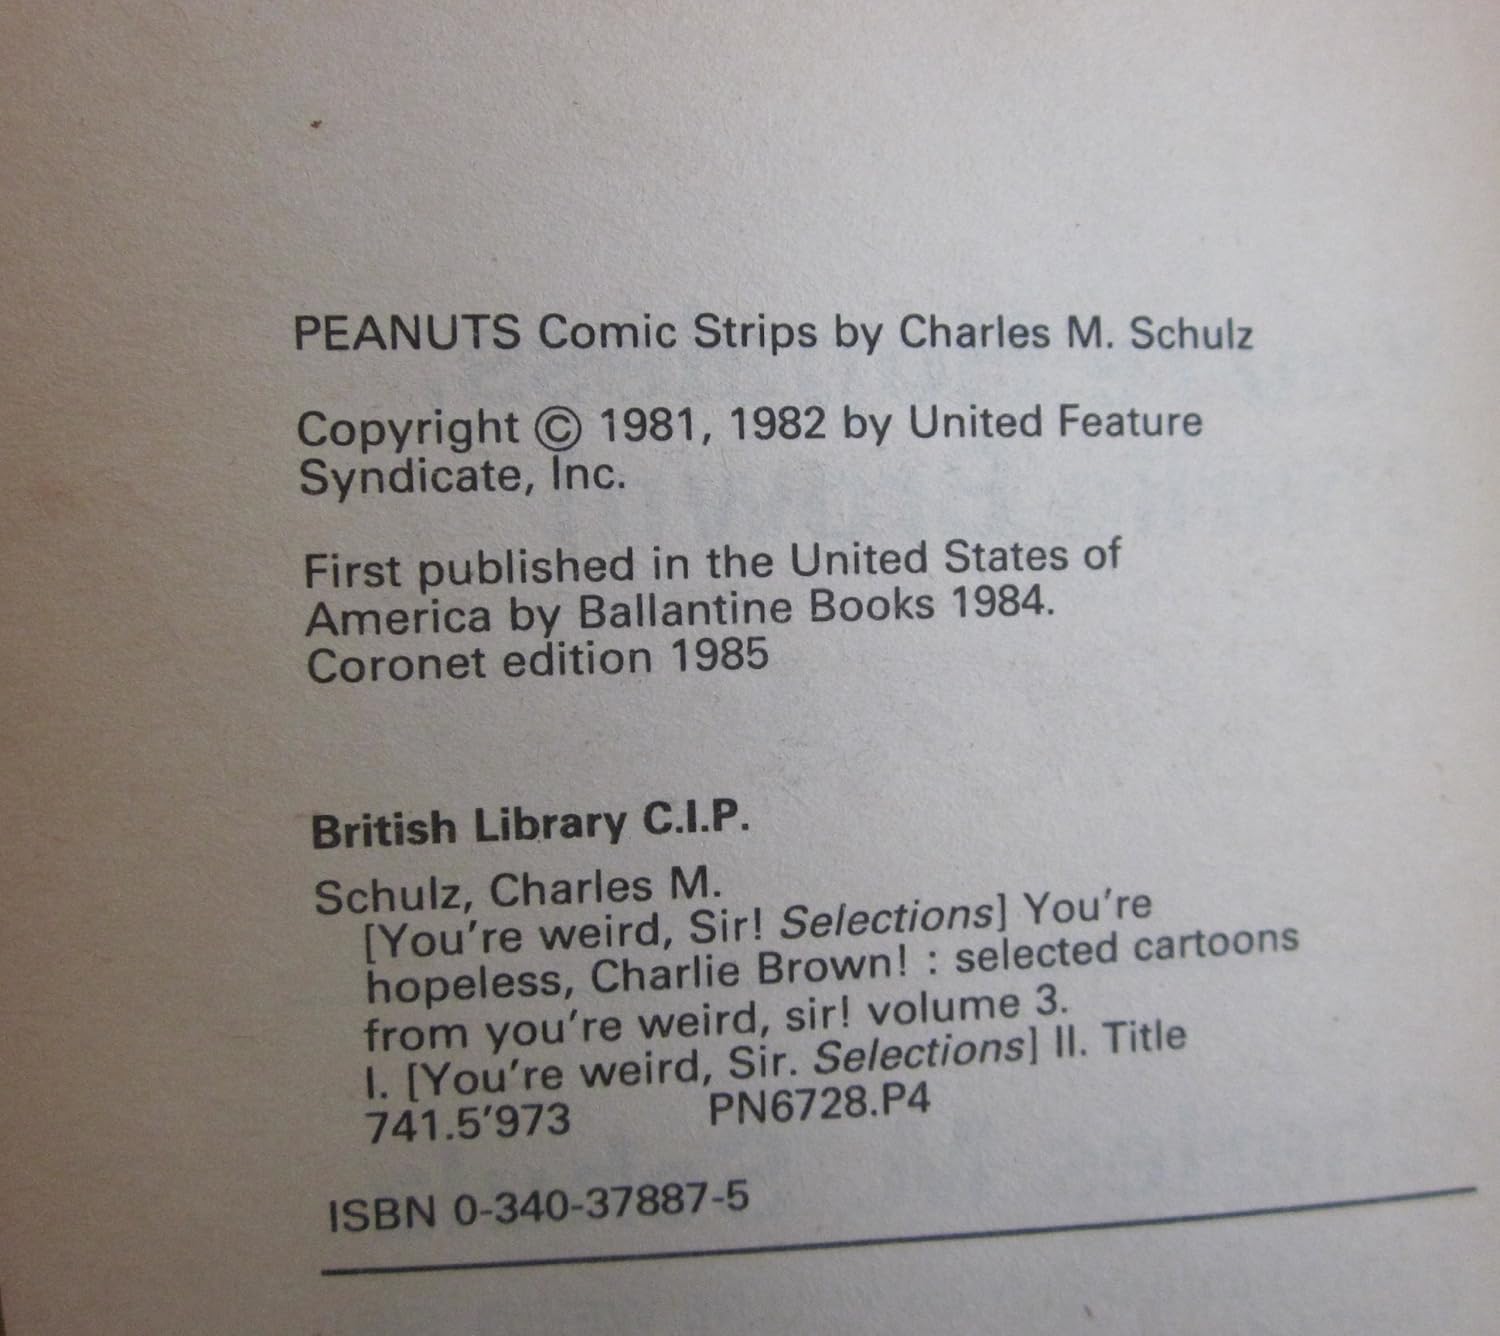 PEANUTS Comic Strips by Charles M. Schulz
Copyright © 1981, 1982 by United Feature
Syndicate, Inc.
First published in the United States of
America by Ballantine Books 1984.
Coronet edition 1985
British Library C.I.P.
Schulz, Charles M.
[You're weird, Sir! Selections] You're
hopeless, Charlie Brown! : selected cartoons
from you're weird, sir! volume 3.
I. [You're weird, Sir. Selections] II. Title
741.5'973 PN6728.P4
ISBN 0-340-37887-5